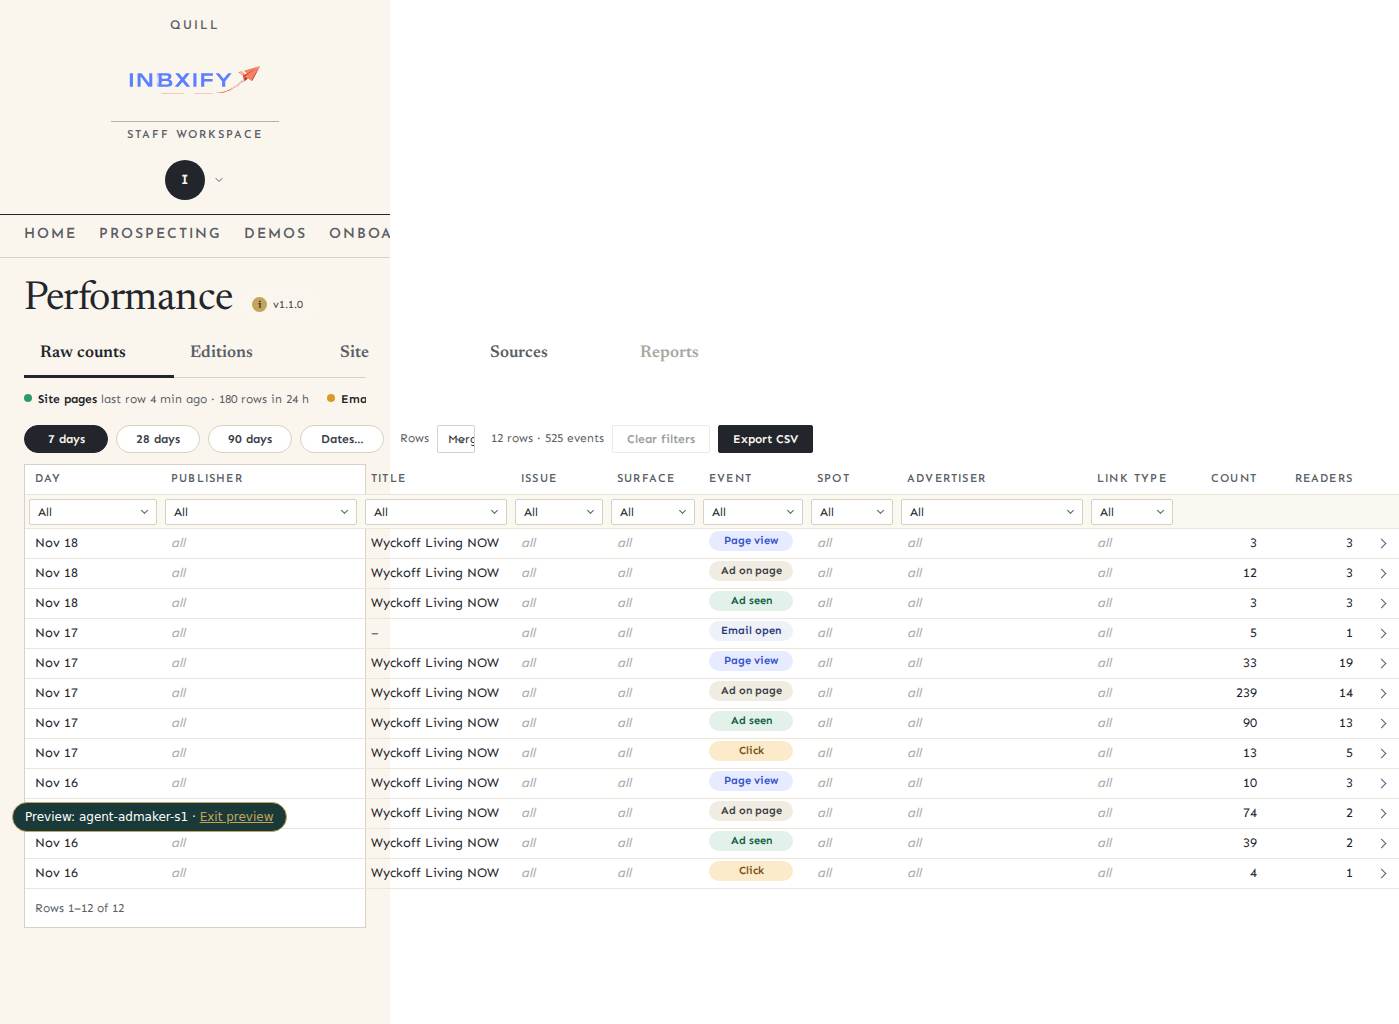 QUILL
INBXIFY
STAFF WORKSPACE
I
HOME PROSPECTING DEMOS ONBOA
Performance i v1.1.0
Raw counts Editions Site Sources Reports
Site pages last row 4 min ago · 180 rows in 24 h Ema
7 days 28 days 90 days Dates... Rows Merg 12 rows · 525 events Clear filters Export CSV
DAY PUBLISHER TITLE ISSUE SURFACE EVENT SPOT ADVERTISER LINK TYPE COUNT READERS
All All All All All All All All All
Nov 18 all Wyckoff Living NOW all all Page view all all all 3 3
Nov 18 all Wyckoff Living NOW all all Ad on page all all all 12 3
Nov 18 all Wyckoff Living NOW all all Ad seen all all all 3 3
Nov 17 all – all all Email open all all all 5 1
Nov 17 all Wyckoff Living NOW all all Page view all all all 33 19
Nov 17 all Wyckoff Living NOW all all Ad on page all all all 239 14
Nov 17 all Wyckoff Living NOW all all Ad seen all all all 90 13
Nov 17 all Wyckoff Living NOW all all Click all all all 13 5
Nov 16 all Wyckoff Living NOW all all Page view all all all 10 3
Preview: agent-admaker-s1 · Exit preview Wyckoff Living NOW all all Ad on page all all all 74 2
Nov 16 all Wyckoff Living NOW all all Ad seen all all all 39 2
Nov 16 all Wyckoff Living NOW all all Click all all all 4 1
Rows 1–12 of 12